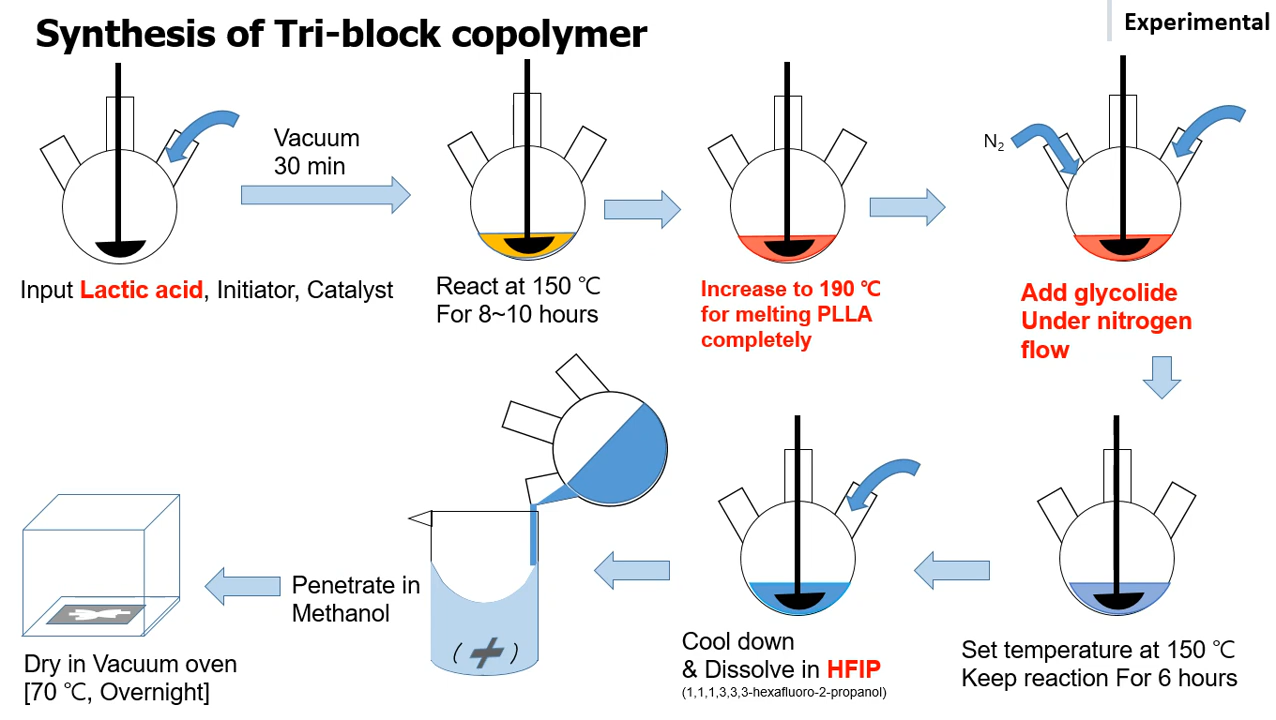 Synthesis of Tri-block copolymer
Experimental
Vacuum
30 min
N₂
Input Lactic acid, Initiator, Catalyst
React at 150 ℃
For 8~10 hours
Increase to 190 ℃
for melting PLLA
completely
Add glycolide
Under nitrogen
flow
Set temperature at 150 ℃
Keep reaction For 6 hours
Cool down
& Dissolve in HFIP
(1,1,1,3,3,3-hexafluoro-2-propanol)
Penetrate in
Methanol
( )
Dry in Vacuum oven
[70 ℃, Overnight]